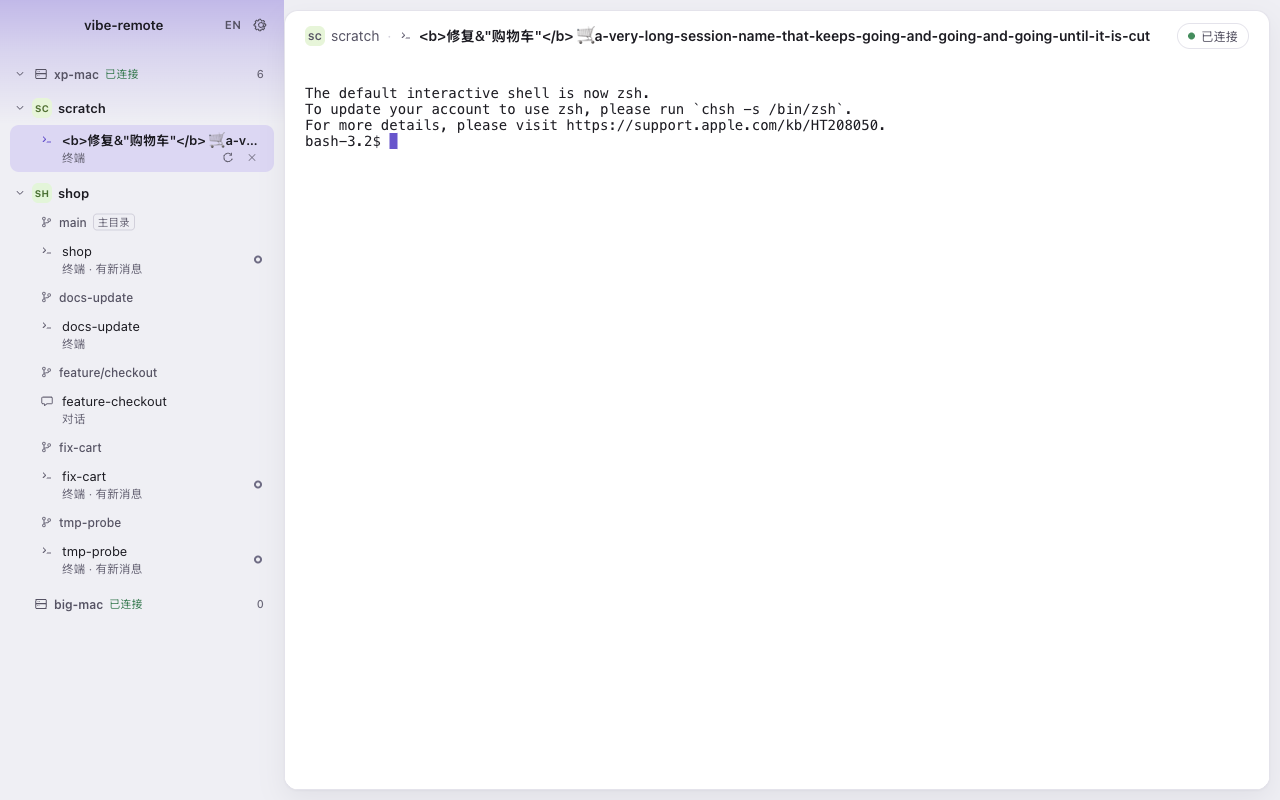 vibe-remote EN
xp-mac 已连接 6
SC scratch
<b>修复&"购物车"</b> 🛒a-v...
终端
SH shop
main 主目录
shop
终端 · 有新消息
docs-update
docs-update
终端
feature/checkout
feature-checkout
对话
fix-cart
fix-cart
终端 · 有新消息
tmp-probe
tmp-probe
终端 · 有新消息
big-mac 已连接 0
SC scratch · <b>修复&"购物车"</b> 🛒a-very-long-session-name-that-keeps-going-and-going-and-going-until-it-is-cut 已连接
The default interactive shell is now zsh.
To update your account to use zsh, please run `chsh -s /bin/zsh`.
For more details, please visit https://support.apple.com/kb/HT208050.
bash-3.2$